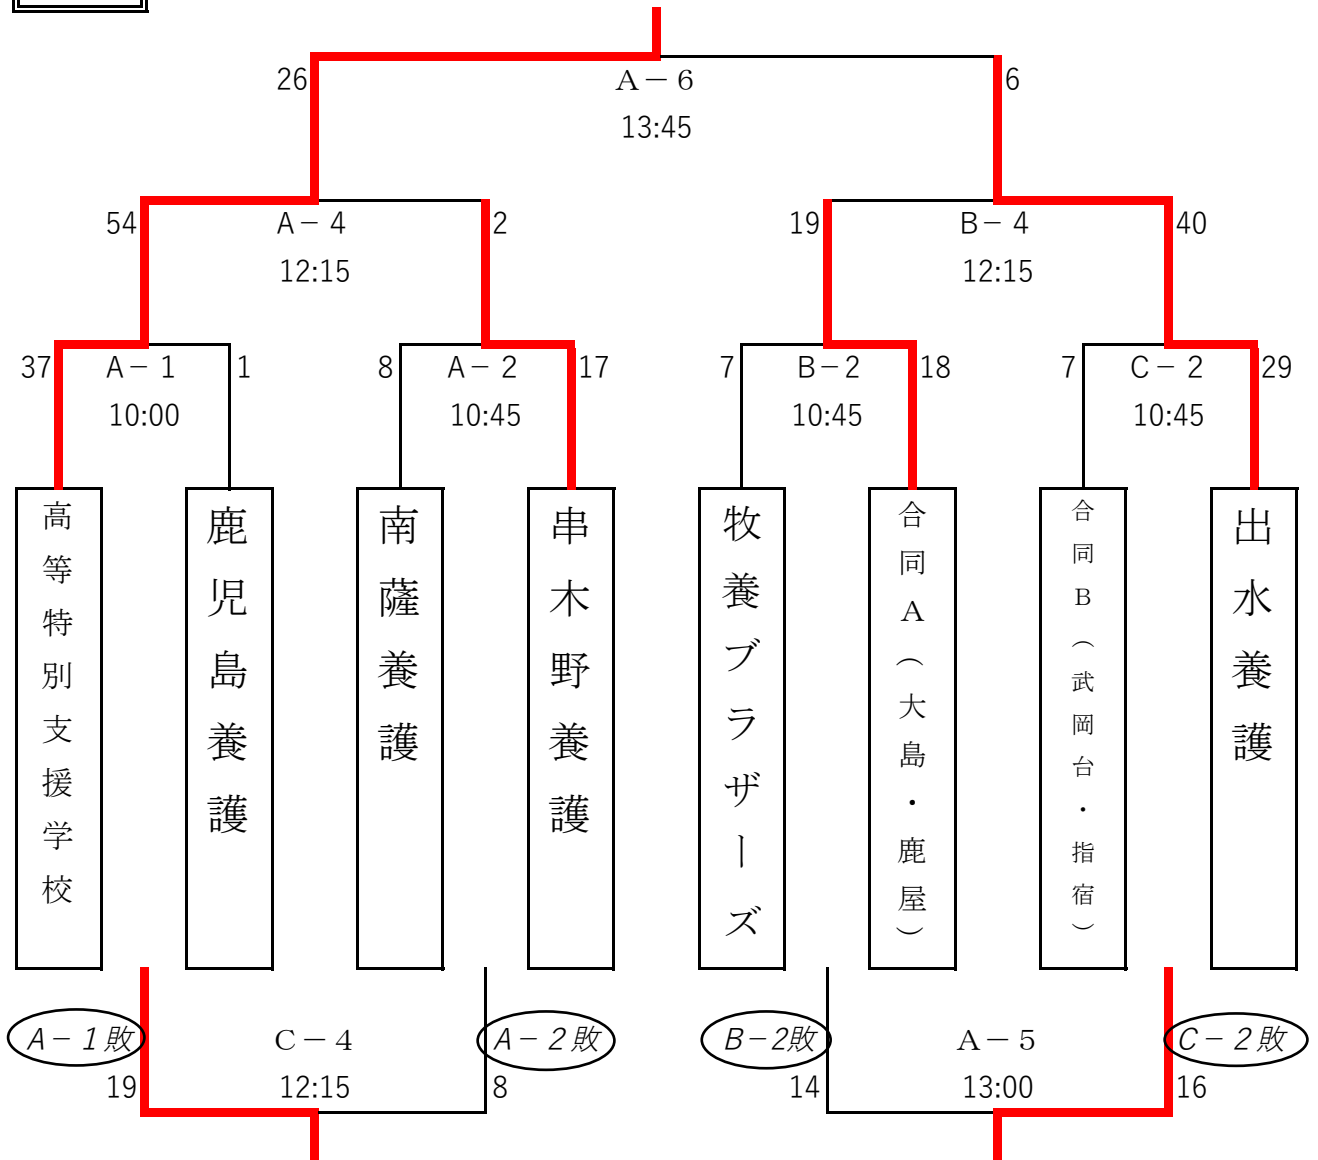 26 A－6 6
13:45
54 A－4 2 19 B－4 40
12:15 12:15
37 A－1 1 8 A－2 17 7 B－2 18 7 C－2 29
10:00 10:45 10:45 10:45
高等特別支援学校
鹿児島養護
南薩養護
串木野養護
牧養ブラザーズ
合同A（大島・鹿屋）
合同B（武岡台・指宿）
出水養護
A－1敗 C－4 A－2敗 B－2敗 A－5 C－2敗
19 12:15 8 14 13:00 16